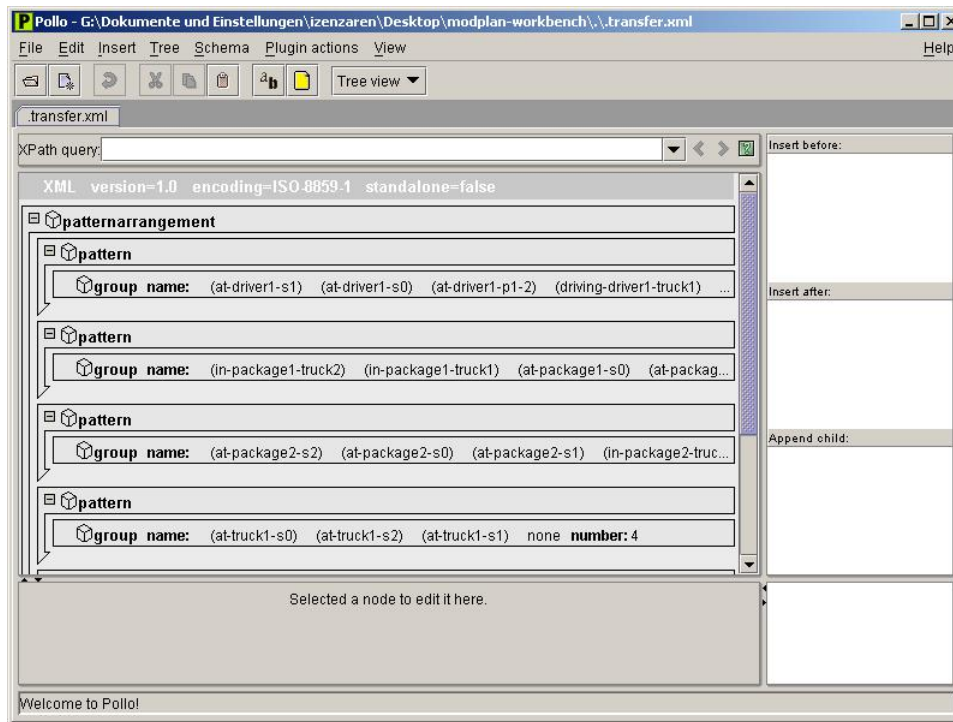 Pollo - G:\Dokumente und Einstellungen\izenzaren\Desktop\modplan-workbench\.\.transfer.xml
File Edit Insert Tree Schema Plugin actions View Help
ab Tree view
.transfer.xml
XPath query:
Insert before:
XML version=1.0 encoding=ISO-8859-1 standalone=false
patternarrangement
pattern
group name: (at-driver1-s1) (at-driver1-s0) (at-driver1-p1-2) (driving-driver1-truck1) ...
Insert after:
pattern
group name: (in-package1-truck2) (in-package1-truck1) (at-package1-s0) (at-packag...
pattern
Append child:
group name: (at-package2-s2) (at-package2-s0) (at-package2-s1) (in-package2-truc...
pattern
group name: (at-truck1-s0) (at-truck1-s2) (at-truck1-s1) none number: 4
Selected a node to edit it here.
Welcome to Pollo!